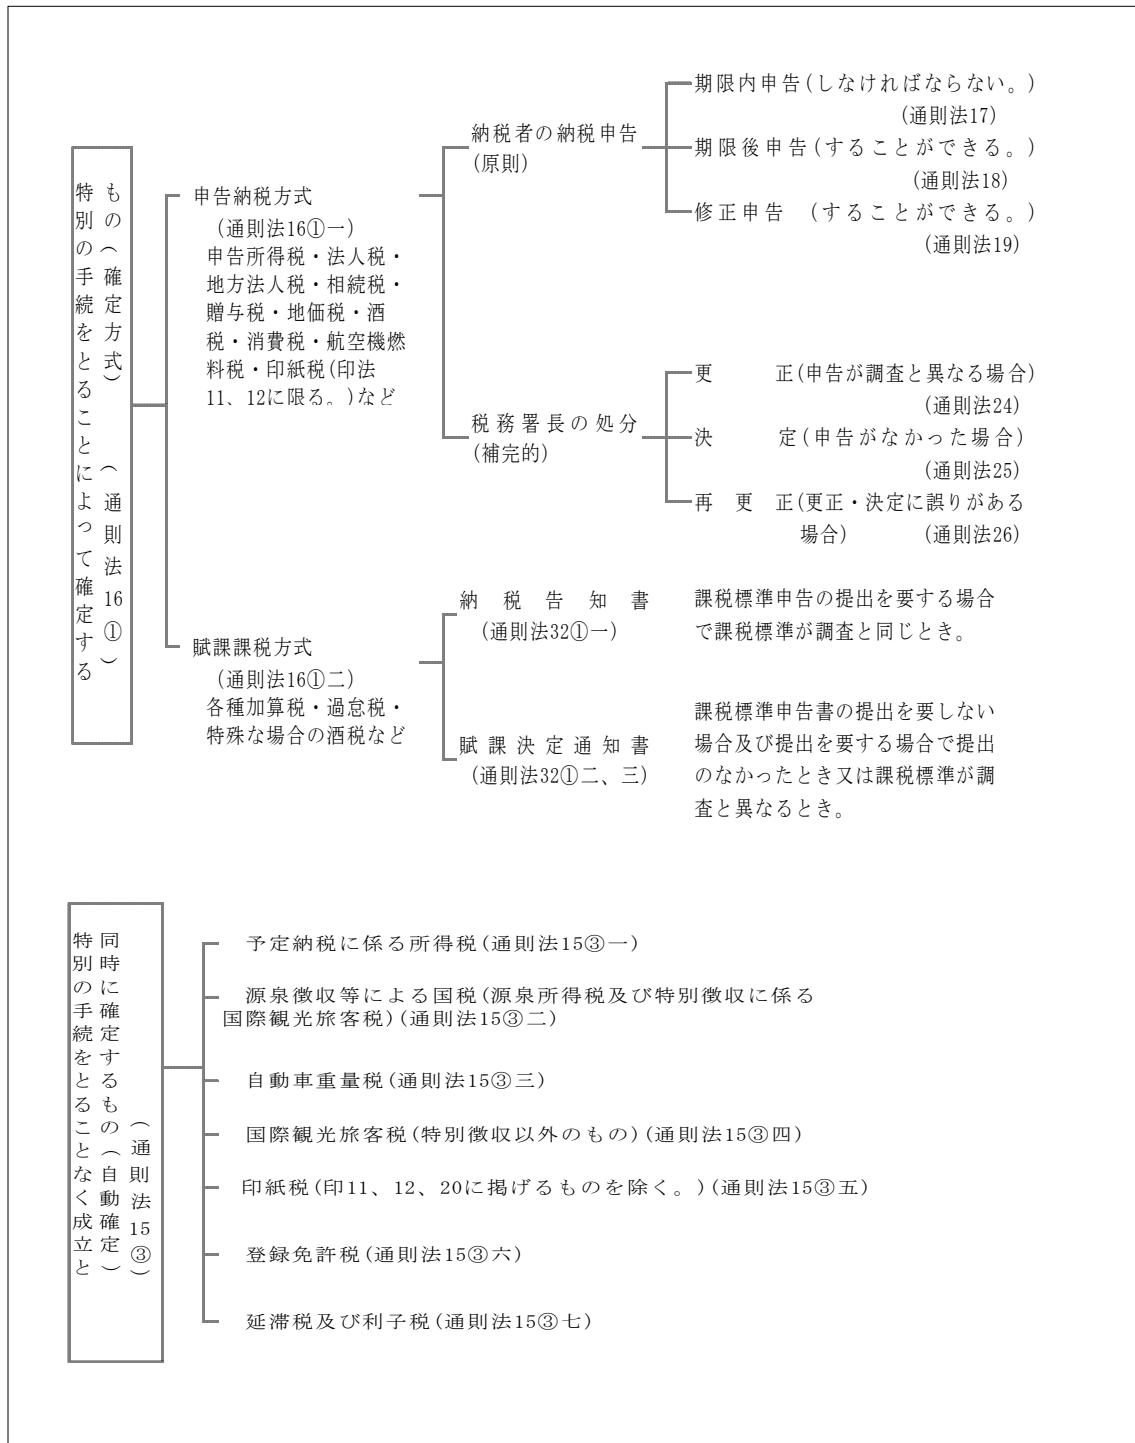 特別の手続をとることによって確定する
もの(確定方式) (通則法16①)
申告納税方式
(通則法16①一)
申告所得税・法人税・
地方法人税・相続税・
贈与税・地価税・酒
税・消費税・航空機燃
料税・印紙税(印法
11、12に限る。)など
納税者の納税申告
(原則)
期限内申告(しなければならない。)
(通則法17)
期限後申告(することができる。)
(通則法18)
修正申告 (することができる。)
(通則法19)
税務署長の処分
(補完的)
更 正(申告が調査と異なる場合)
(通則法24)
決 定(申告がなかった場合)
(通則法25)
再 更 正(更正・決定に誤りがある
場合) (通則法26)
賦課課税方式
(通則法16①二)
各種加算税・過怠税・
特殊な場合の酒税など
納税告知書
(通則法32①一)
課税標準申告の提出を要する場合
で課税標準が調査と同じとき。
賦課決定通知書
(通則法32①二、三)
課税標準申告書の提出を要しない
場合及び提出を要する場合で提出
のなかったとき又は課税標準が調
査と異なるとき。
特別の手続をとることなく成立と
同時に確定するもの(自動確定)
(通則法15③)
予定納税に係る所得税(通則法15③一)
源泉徴収等による国税(源泉所得税及び特別徴収に係る
国際観光旅客税)(通則法15③二)
自動車重量税(通則法15③三)
国際観光旅客税(特別徴収以外のもの)(通則法15③四)
印紙税(印11、12、20に掲げるものを除く。)(通則法15③五)
登録免許税(通則法15③六)
延滞税及び利子税(通則法15③七)